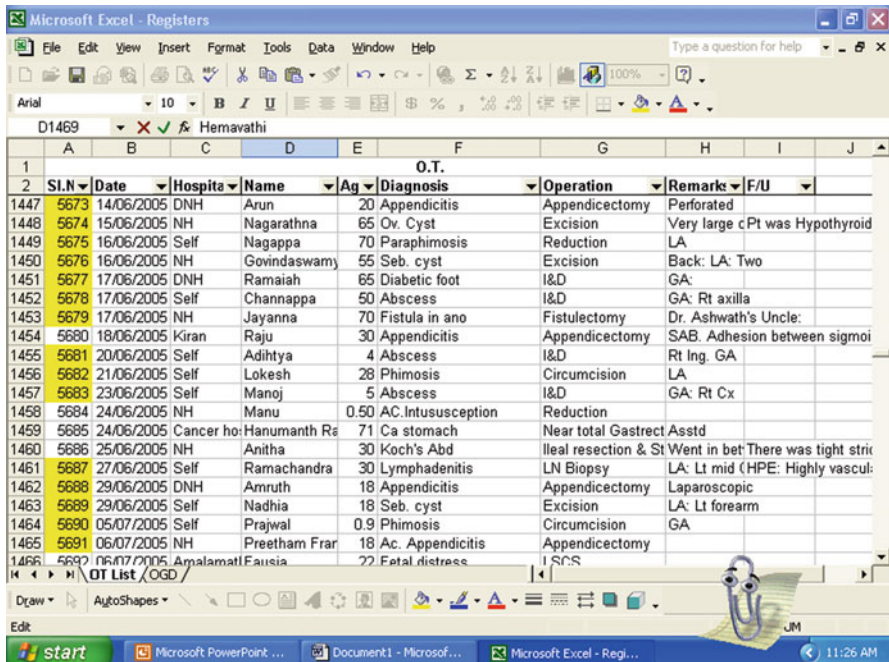 Microsoft Excel - Registers
File Edit View Insert Format Tools Data Window Help Type a question for help
100%
Arial 10 B I U $ % ,
D1469 fx Hemavathi
A B C D E F G H I J
1 O.T.
2 Sl.N Date Hospita Name Ag Diagnosis Operation Remarks F/U
1447 5673 14/06/2005 DNH Arun 20 Appendicitis Appendicectomy Perforated
1448 5674 15/06/2005 NH Nagarathna 65 Ov. Cyst Excision Very large c Pt was Hypothyroid
1449 5675 16/06/2005 Self Nagappa 70 Paraphimosis Reduction LA
1450 5676 16/06/2005 NH Govindaswamy 55 Seb. cyst Excision Back: LA: Two
1451 5677 17/06/2005 DNH Ramaiah 65 Diabetic foot I&D GA:
1452 5678 17/06/2005 Self Channappa 50 Abscess I&D GA: Rt axilla
1453 5679 17/06/2005 NH Jayanna 70 Fistula in ano Fistulectomy Dr. Ashwath's Uncle:
1454 5680 18/06/2005 Kiran Raju 30 Appendicitis Appendicectomy SAB. Adhesion between sigmoi
1455 5681 20/06/2005 Self Adihtya 4 Abscess I&D Rt Ing. GA
1456 5682 21/06/2005 Self Lokesh 28 Phimosis Circumcision LA
1457 5683 23/06/2005 Self Manoj 5 Abscess I&D GA: Rt Cx
1458 5684 24/06/2005 NH Manu 0.50 AC.Intususception Reduction
1459 5685 24/06/2005 Cancer ho Hanumanth Ra 71 Ca stomach Near total Gastrect Asstd
1460 5686 25/06/2005 NH Anitha 30 Koch's Abd Ileal resection & St Went in bet There was tight stric
1461 5687 27/06/2005 Self Ramachandra 30 Lymphadenitis LN Biopsy LA: Lt mid ( HPE: Highly vascula
1462 5688 29/06/2005 DNH Amruth 18 Appendicitis Appendicectomy Laparoscopic
1463 5689 29/06/2005 Self Nadhia 18 Seb. cyst Excision LA: Lt forearm
1464 5690 05/07/2005 Self Prajwal 0.9 Phimosis Circumcision GA
1465 5691 06/07/2005 NH Preetham Fran 18 Ac. Appendicitis Appendicectomy
1466 5692 06/07/2005 Amalamatl Fausia 22 Fetal distress LSCS
OT List OGD
Draw AutoShapes
Edit
start Microsoft PowerPoint ... Document1 - Microsof... Microsoft Excel - Regi... 11:26 AM